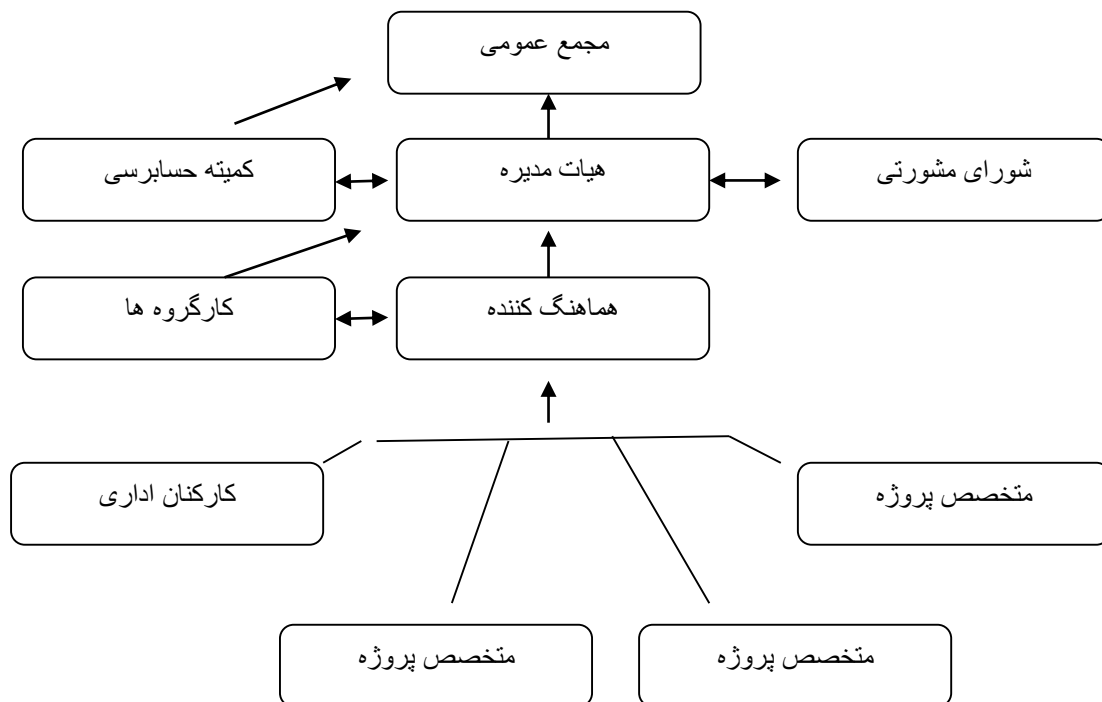 مجمع عمومی
کمیته حسابرسی
هیات مدیره
شورای مشورتی
کارگروه ها
هماهنگ کننده
کارکنان اداری
متخصص پروژه
متخصص پروژه
متخصص پروژه